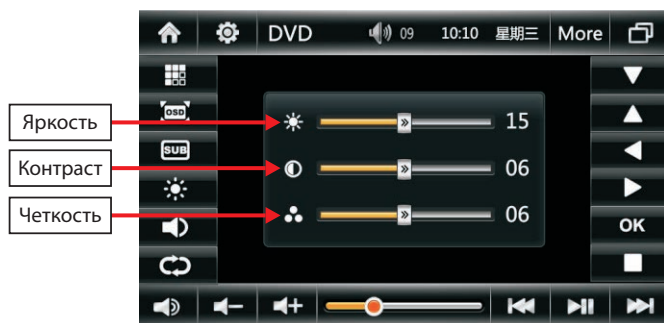 DVD 09 10:10 星期三 More
OSD
Яркость 15
SUB
Контраст 06
Четкость 06
OK